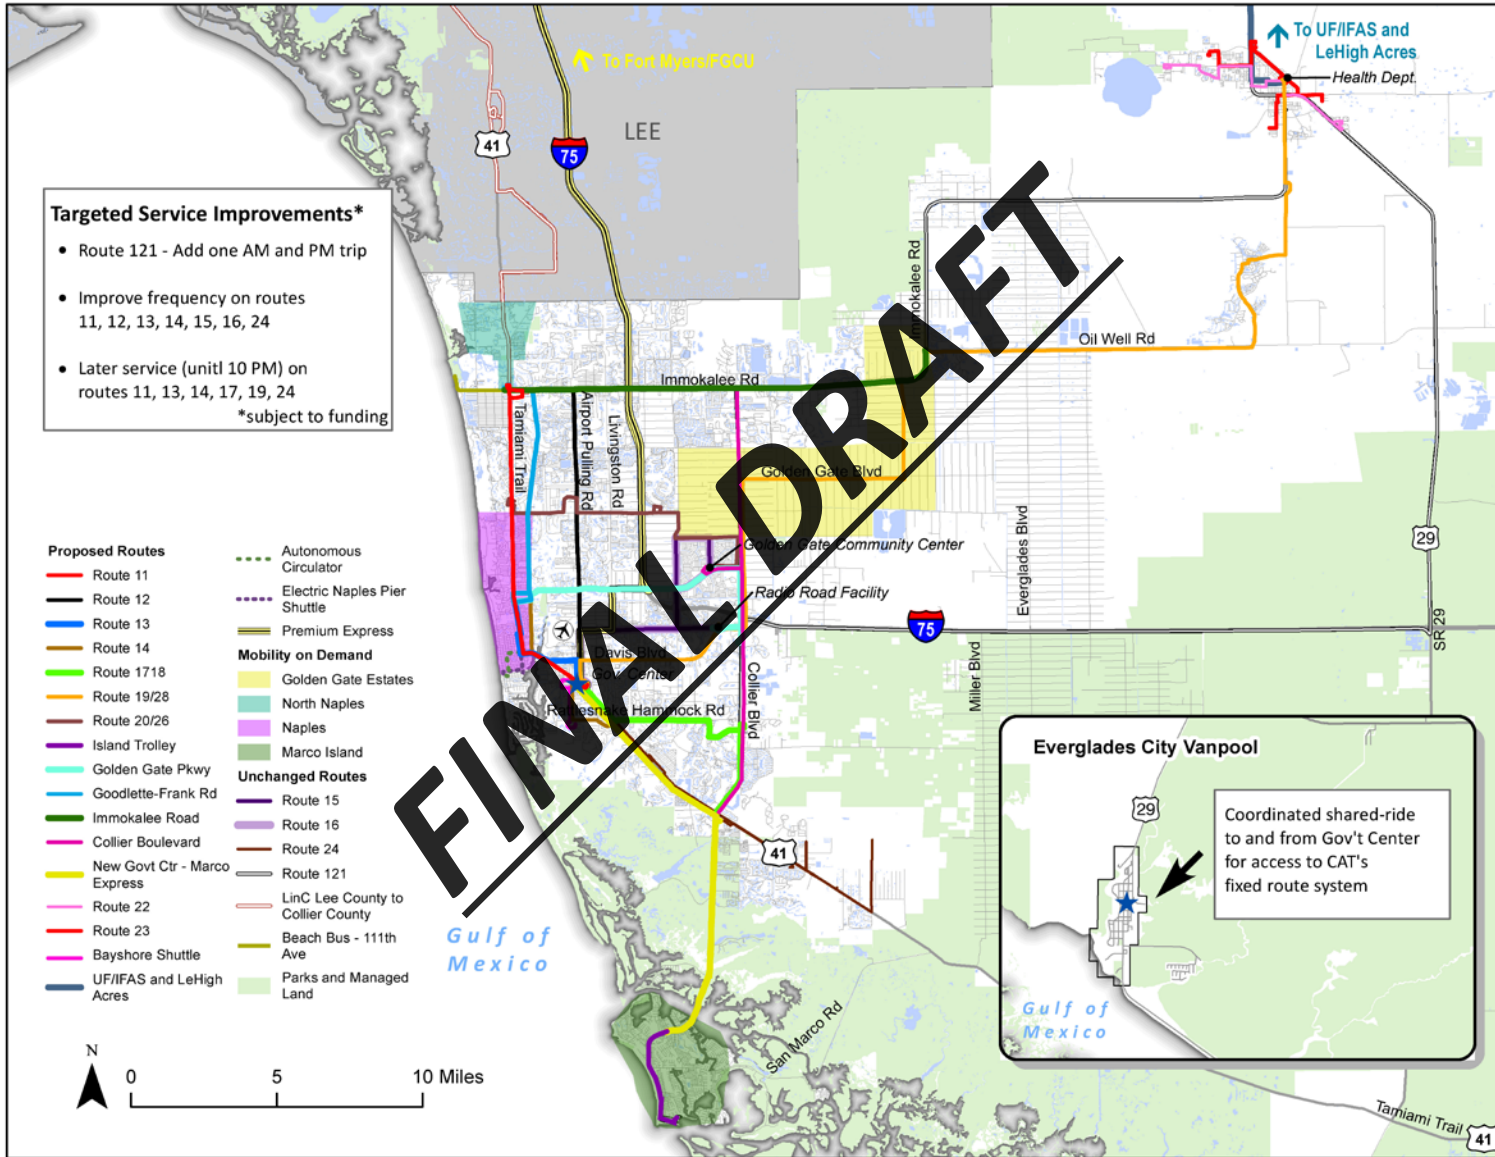 To Fort Myers/FGCU
To UF/IFAS and
LeHigh Acres
Health Dept.
LEE
41
75
Targeted Service Improvements*
• Route 121 - Add one AM and PM trip
• Improve frequency on routes
11, 12, 13, 14, 15, 16, 24
• Later service (unitl 10 PM) on
routes 11, 13, 14, 17, 19, 24
*subject to funding
Immokalee Rd
Oil Well Rd
Immokalee Rd
Tamiami Trail
Airport Pulling Rd
Livingston Rd
Golden Gate Blvd
Everglades Blvd
29
SR 29
Golden Gate Community Center
Radio Road Facility
75
Davis Blvd
Gov. Center
Rattlesnake Hammock Rd
Collier Blvd
Miller Blvd
41
San Marco Rd
Tamiami Trail
41
Gulf of
Mexico
FINAL DRAFT
Proposed Routes
Route 11
Route 12
Route 13
Route 14
Route 1718
Route 19/28
Route 20/26
Island Trolley
Golden Gate Pkwy
Goodlette-Frank Rd
Immokalee Road
Collier Boulevard
New Govt Ctr - Marco
Express
Route 22
Route 23
Bayshore Shuttle
UF/IFAS and LeHigh
Acres
Autonomous
Circulator
Electric Naples Pier
Shuttle
Premium Express
Mobility on Demand
Golden Gate Estates
North Naples
Naples
Marco Island
Unchanged Routes
Route 15
Route 16
Route 24
Route 121
LinC Lee County to
Collier County
Beach Bus - 111th
Ave
Parks and Managed
Land
N
0 5 10 Miles
Everglades City Vanpool
29
Coordinated shared-ride
to and from Gov't Center
for access to CAT's
fixed route system
Gulf of
Mexico